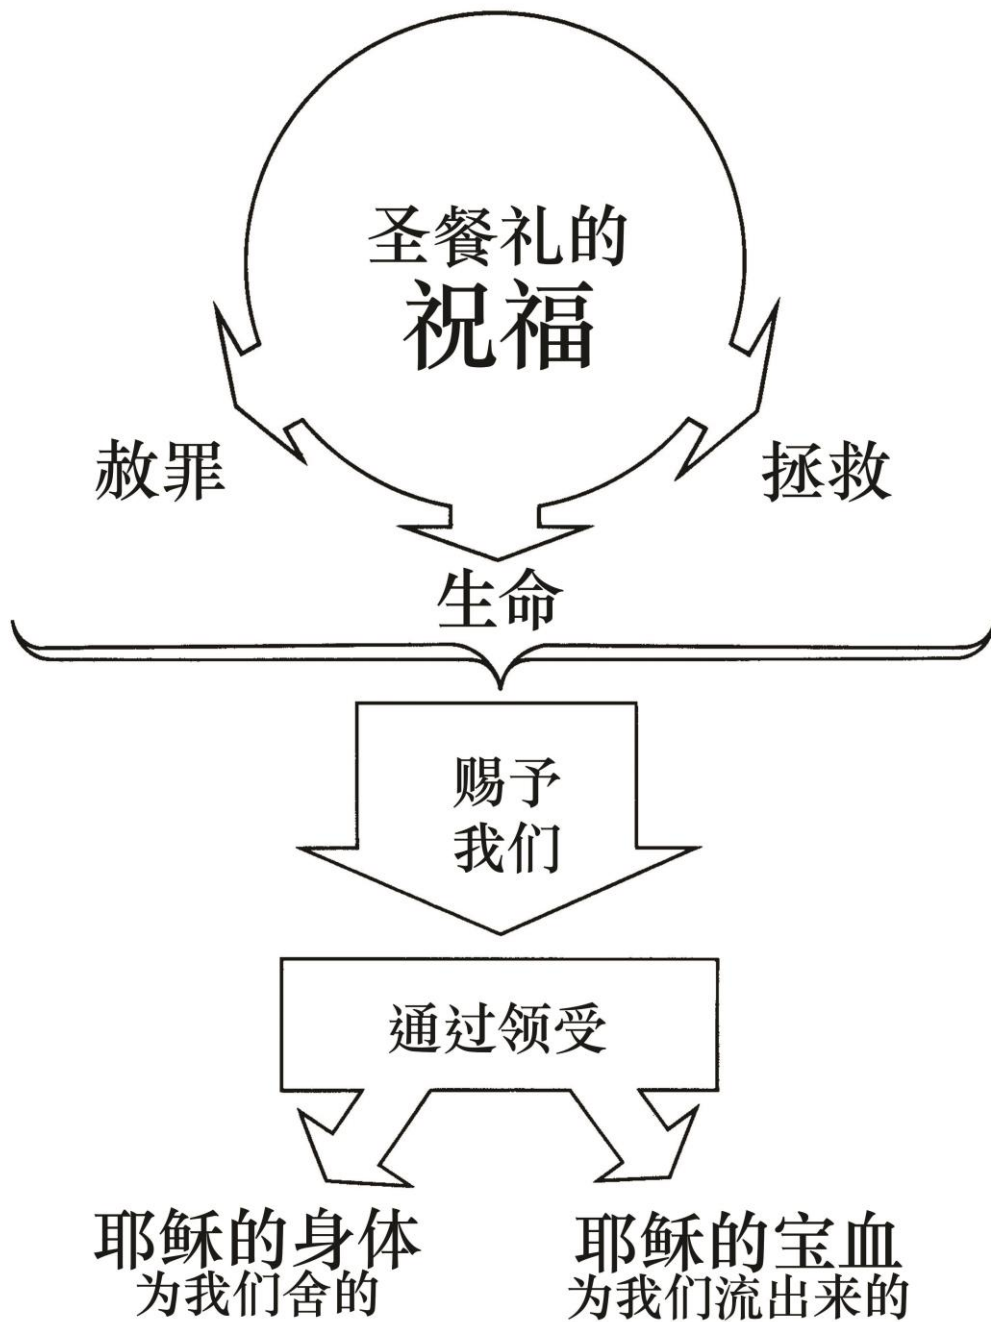 圣餐礼的
祝福
赦罪
拯救
生命
赐予
我们
通过领受
耶稣的身体
为我们舍的
耶稣的宝血
为我们流出来的